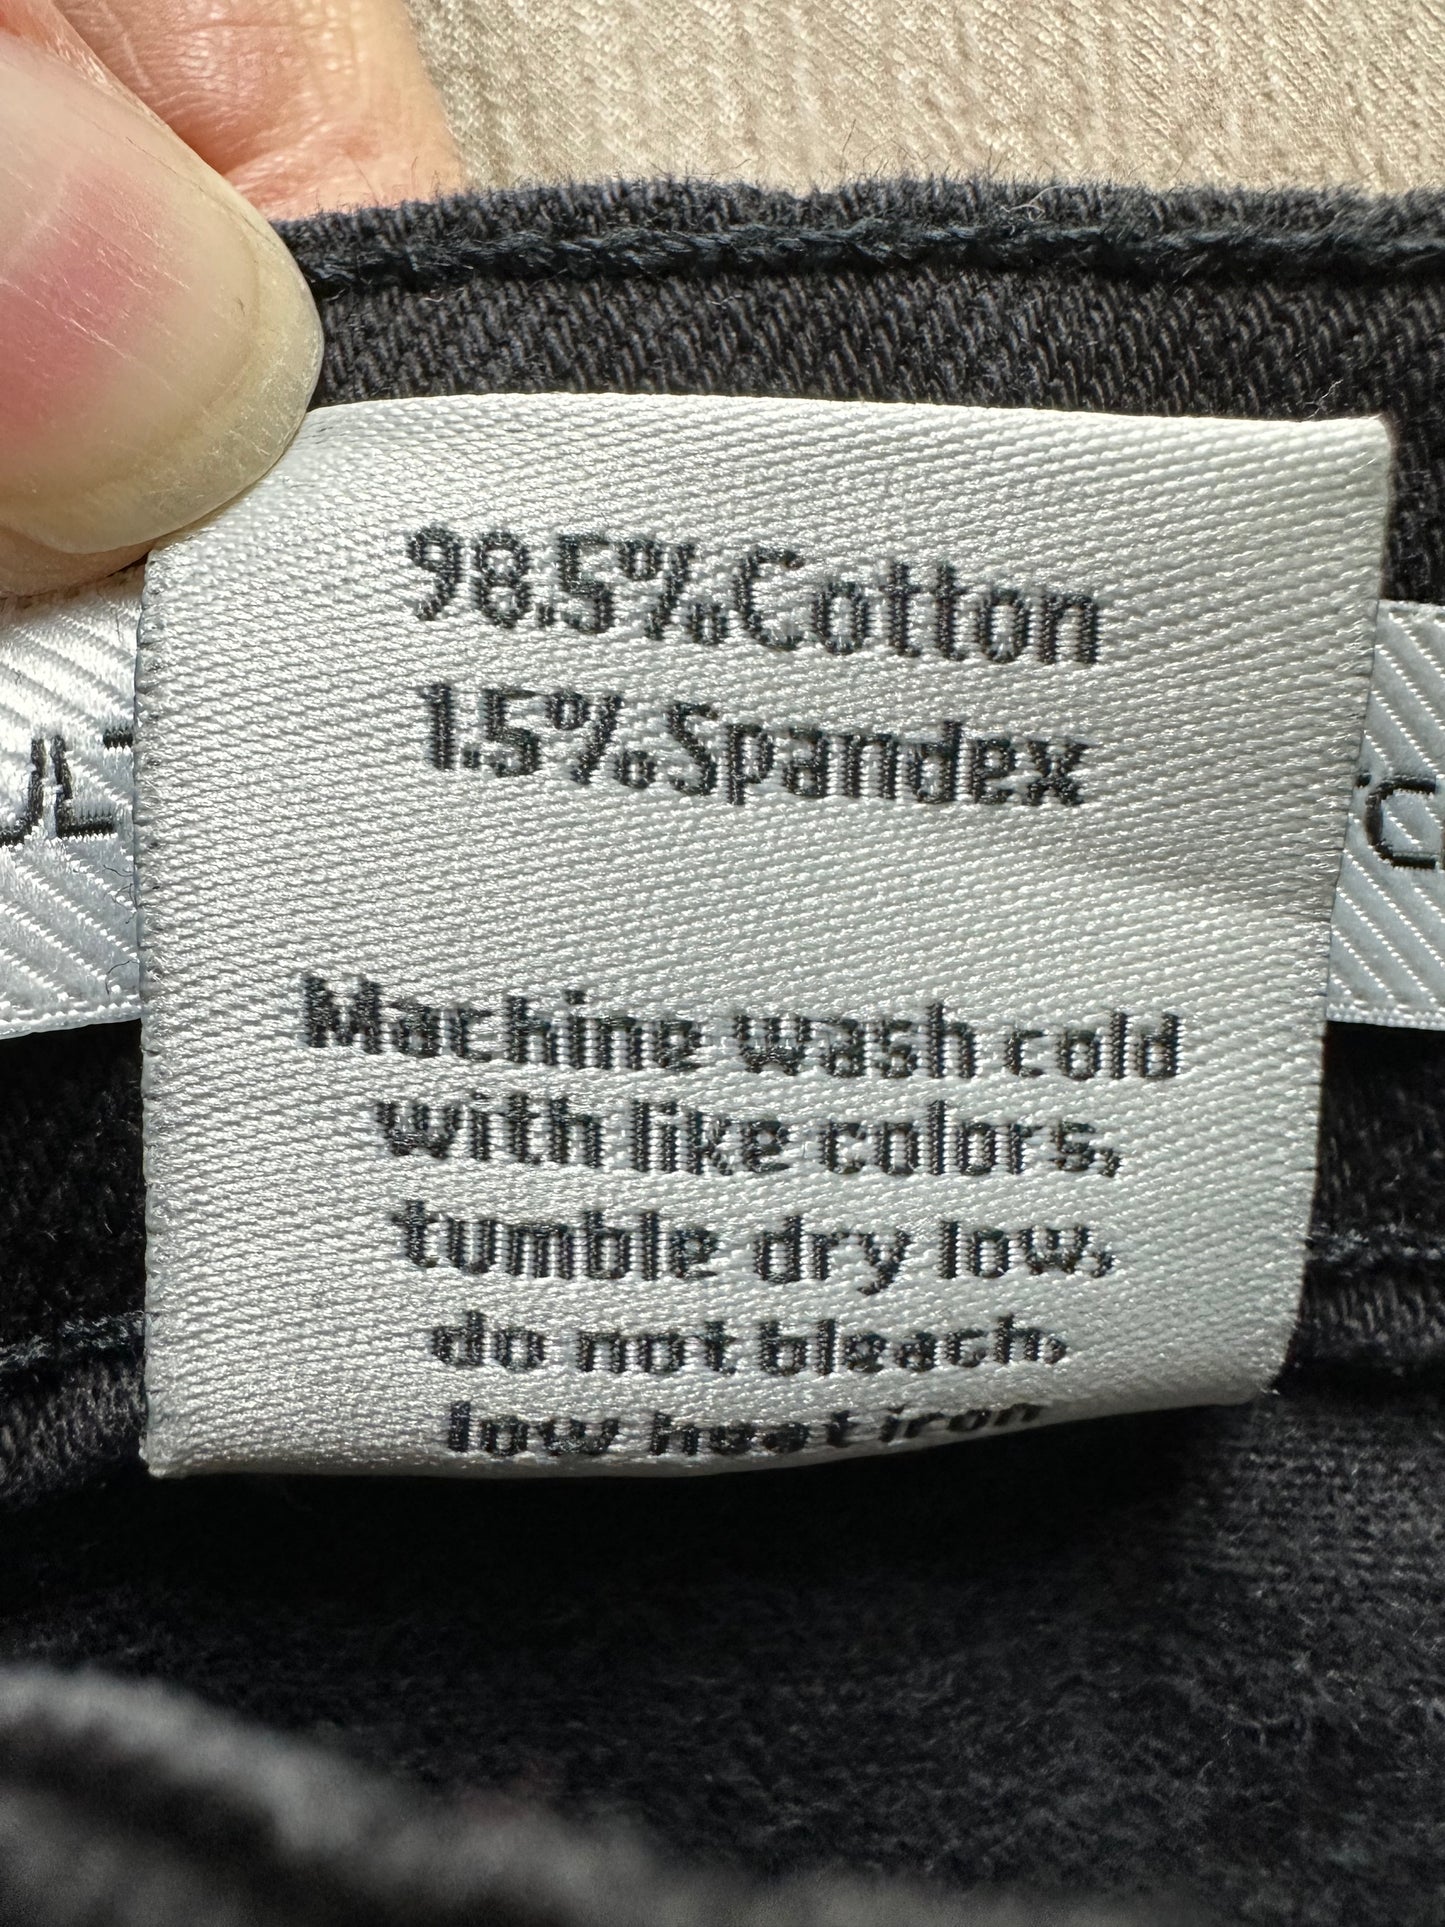 98.5%Cotton
1.5%Spandex
Machine wash cold
with like colors,
tumble dry low,
do not bleach,
low heat iron